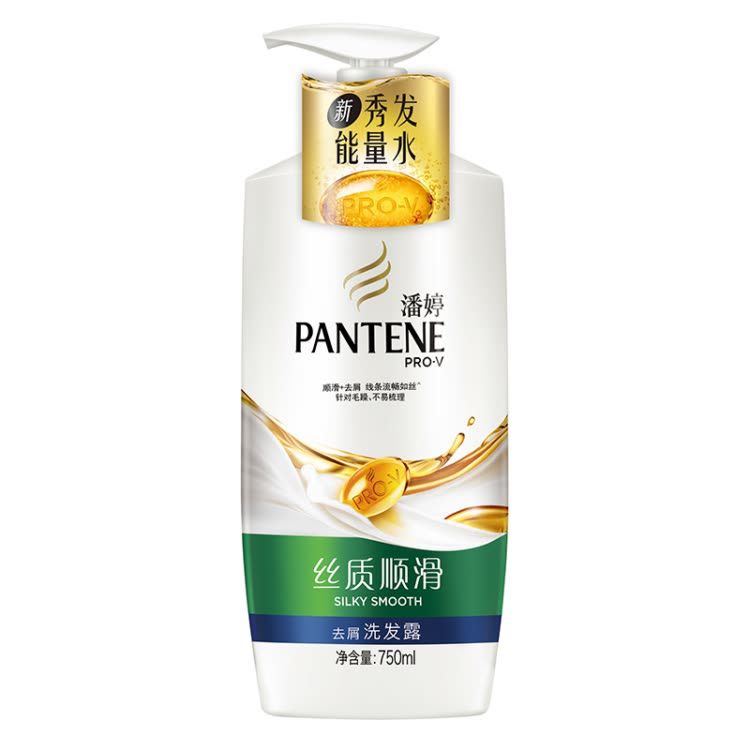 新 秀发
能量水
PRO-V
潘婷
PANTENE
PRO-V
顺滑+去屑 线条流畅如丝^
针对毛躁、不易梳理
PRO-V
丝质顺滑
SILKY SMOOTH
去屑 洗发露
净含量:750ml